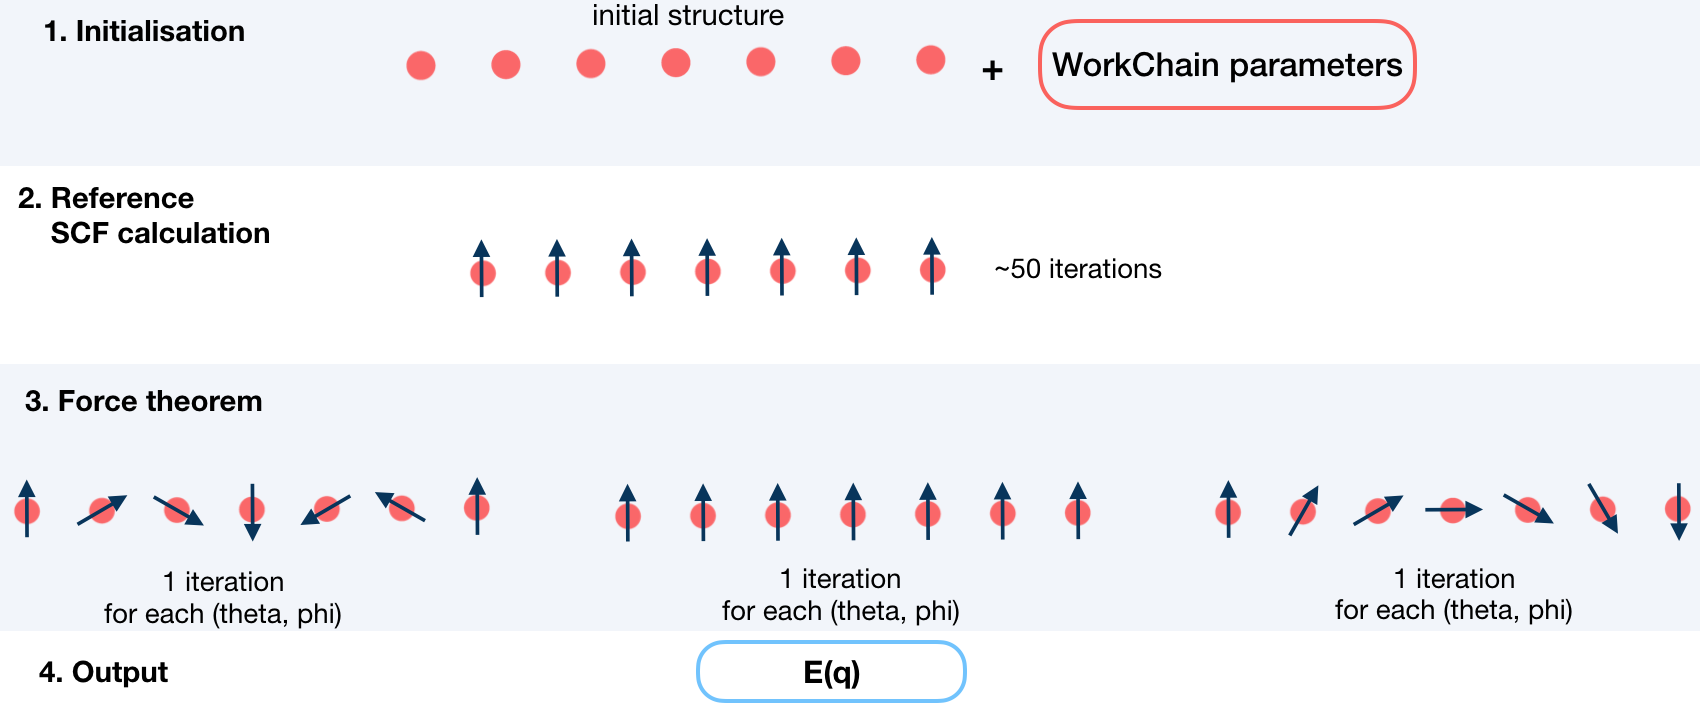 1. Initialisation
initial structure
+
WorkChain parameters
2. Reference
SCF calculation
~50 iterations
3. Force theorem
1 iteration
for each (theta, phi)
1 iteration
for each (theta, phi)
1 iteration
for each (theta, phi)
4. Output
E(q)